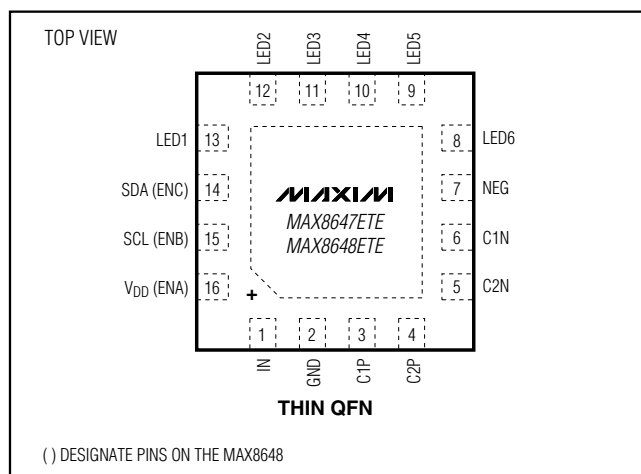 TOP VIEW
LED2 LED3 LED4 LED5
12 11 10 9
LED1 13 8 LED6
SDA (ENC) 14 7 NEG
MAXIM
MAX8647ETE
SCL (ENB) 15 6 C1N
MAX8648ETE
VDD (ENA) 16 5 C2N
+
1 2 3 4
IN GND C1P C2P
THIN QFN
( ) DESIGNATE PINS ON THE MAX8648